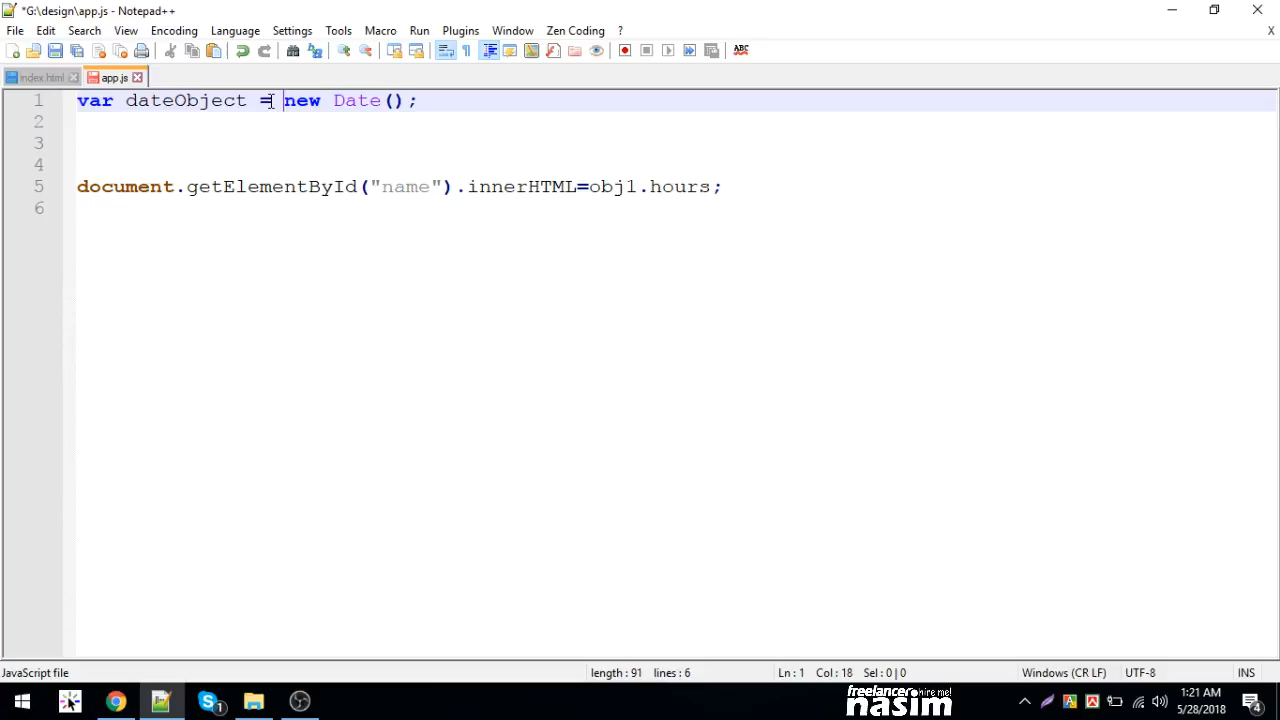 *G:\design\app.js - Notepad++
File Edit Search View Encoding Language Settings Tools Macro Run Plugins Window Zen Coding ? X
index.html app.js
1 var dateObject = new Date();
2
3
4
5 document.getElementById("name").innerHTML=obj1.hours;
6
JavaScript file length : 91 lines : 6 Ln : 1 Col : 18 Sel : 0 | 0 Windows (CR LF) UTF-8 INS
freelancer hire me!
nasim
1:21 AM
5/28/2018